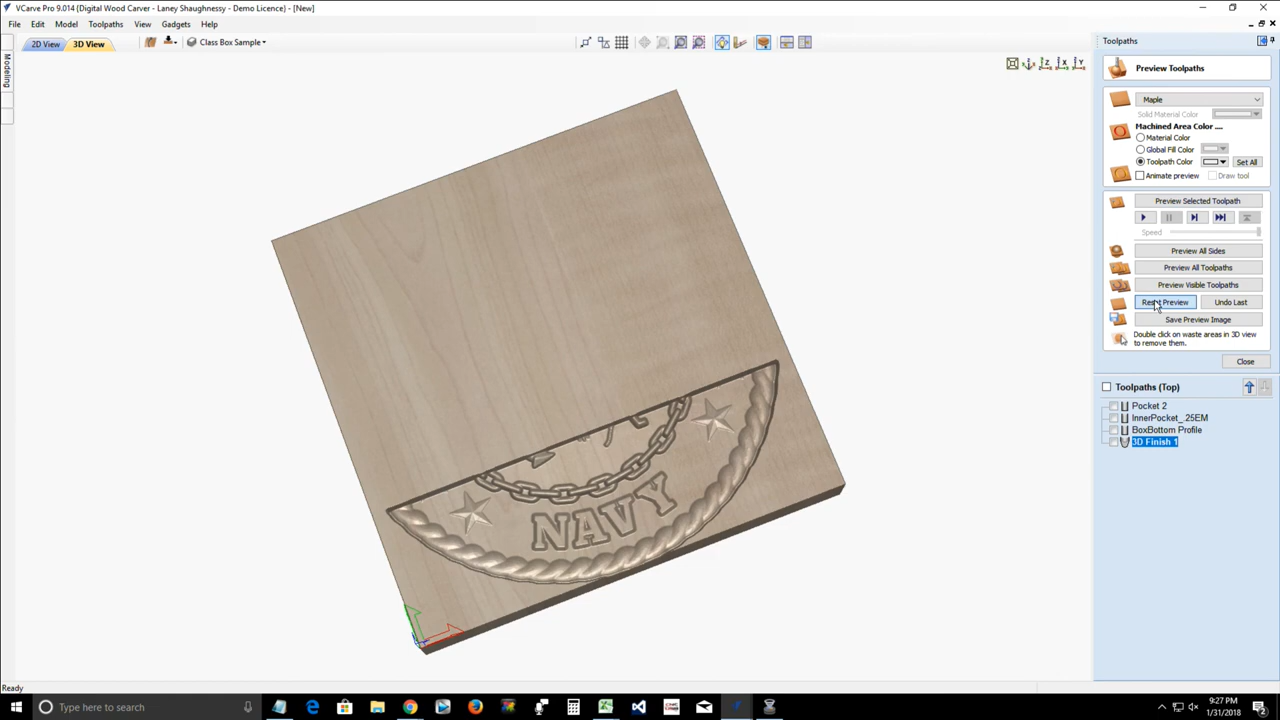 VCarve Pro 9.014 (Digital Wood Carver - Laney Shaughnessy - Demo Licence) - [New]
File Edit Model Toolpaths View Gadgets Help
2D View 3D View Class Box Sample
Modeling
Z X Y
NAVY
Toolpaths
Preview Toolpaths
Maple
Solid Material Color
Machined Area Color ....
Material Color
Global Fill Color
Toolpath Color Set All
Animate preview Draw tool
Preview Selected Toolpath
Speed
Preview All Sides
Preview All Toolpaths
Preview Visible Toolpaths
Reset Preview Undo Last
Save Preview Image
Double click on waste areas in 3D view
to remove them.
Close
Toolpaths (Top)
Pocket 2
InnerPocket_.25EM
BoxBottom Profile
3D Finish 1
Ready
Type here to search
9:27 PM
1/31/2018